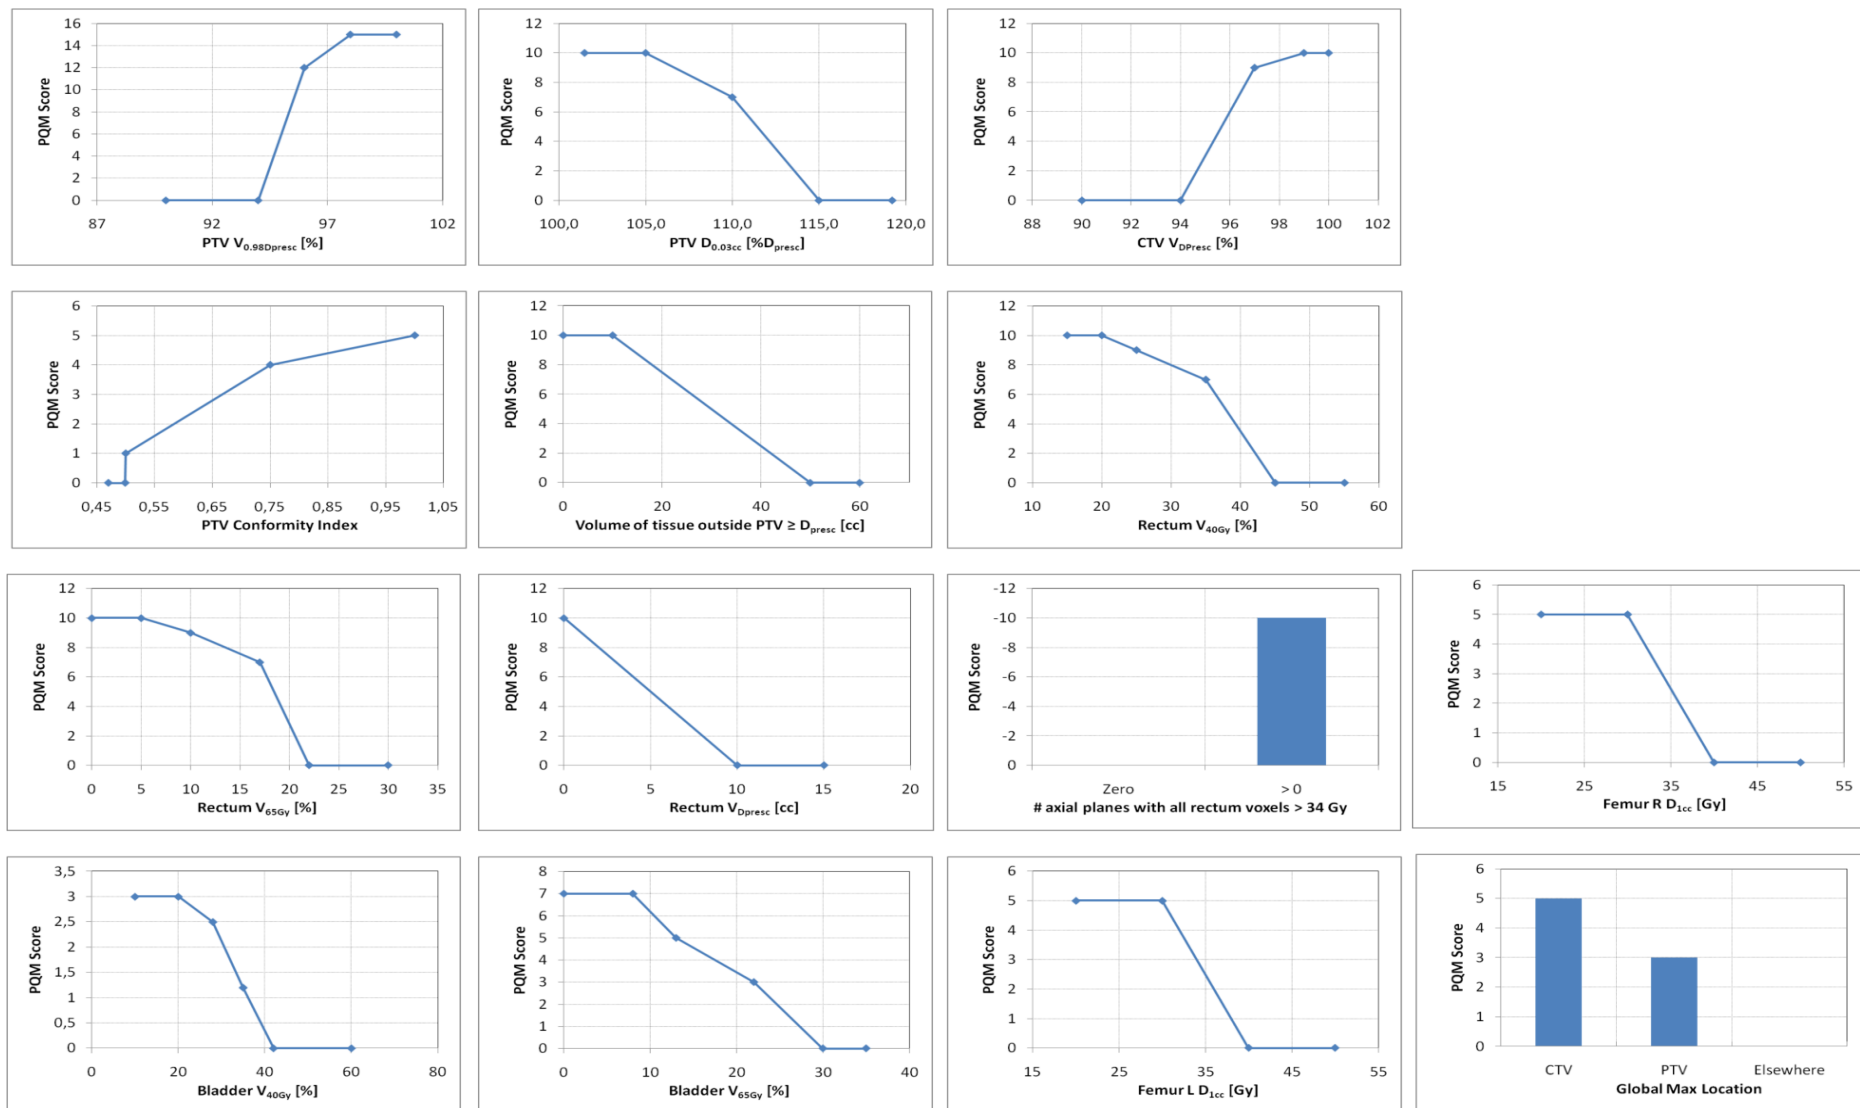 16
14
12
10
8
6
4
2
0
PQM Score
87 92 97 102
PTV V0.98Dpresc [%]
12
10
8
6
4
2
0
PQM Score
100,0 105,0 110,0 115,0 120,0
PTV D0.03cc [%Dpresc]
12
10
8
6
4
2
0
PQM Score
88 90 92 94 96 98 100 102
CTV VDPresc [%]
6
5
4
3
2
1
0
PQM Score
0,45 0,55 0,65 0,75 0,85 0,95 1,05
PTV Conformity Index
12
10
8
6
4
2
0
PQM Score
0 20 40 60
Volume of tissue outside PTV ≥ Dpresc [cc]
12
10
8
6
4
2
0
PQM Score
10 20 30 40 50 60
Rectum V40Gy [%]
12
10
8
6
4
2
0
PQM Score
0 5 10 15 20 25 30 35
Rectum V65Gy [%]
12
10
8
6
4
2
0
PQM Score
0 5 10 15 20
Rectum VDpresc [cc]
-12
-10
-8
-6
-4
-2
0
PQM Score
Zero > 0
# axial planes with all rectum voxels > 34 Gy
6
5
4
3
2
1
0
PQM Score
15 25 35 45 55
Femur R D1cc [Gy]
3,5
3
2,5
2
1,5
1
0,5
0
PQM Score
0 20 40 60 80
Bladder V40Gy [%]
8
7
6
5
4
3
2
1
0
PQM Score
0 10 20 30 40
Bladder V65Gy [%]
6
5
4
3
2
1
0
PQM Score
15 25 35 45 55
Femur L D1cc [Gy]
6
5
4
3
2
1
0
PQM Score
CTV PTV Elsewhere
Global Max Location